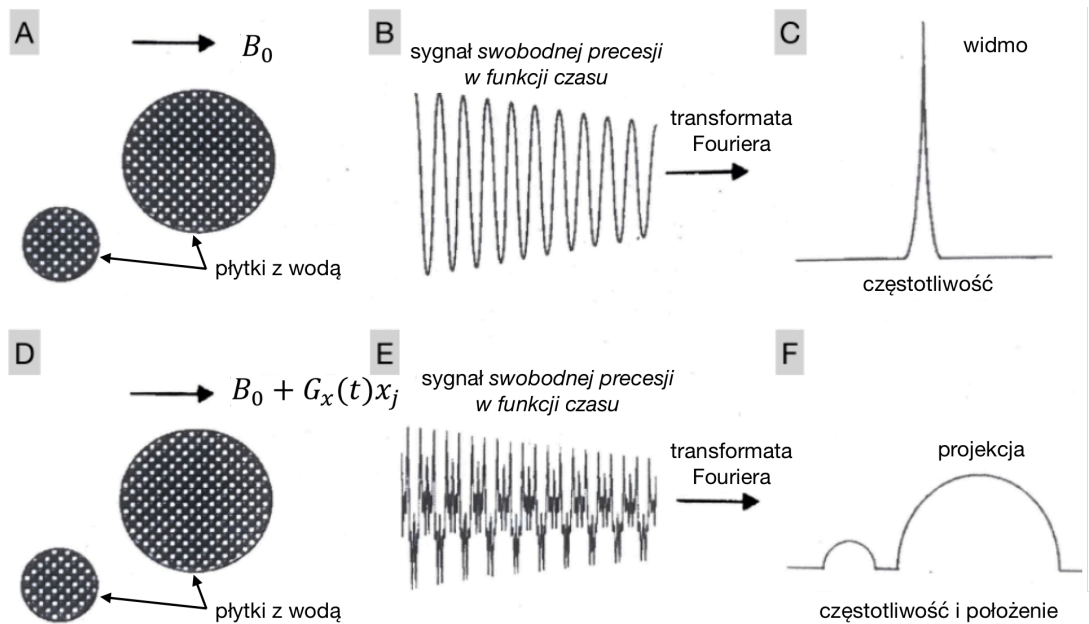 A
B₀
płytki z wodą
B
sygnał swobodnej precesji
w funkcji czasu
transformata
Fouriera
C
widmo
częstotliwość
D
B₀ + Gₓ(t)xⱼ
płytki z wodą
E
sygnał swobodnej precesji
w funkcji czasu
transformata
Fouriera
F
projekcja
częstotliwość i położenie